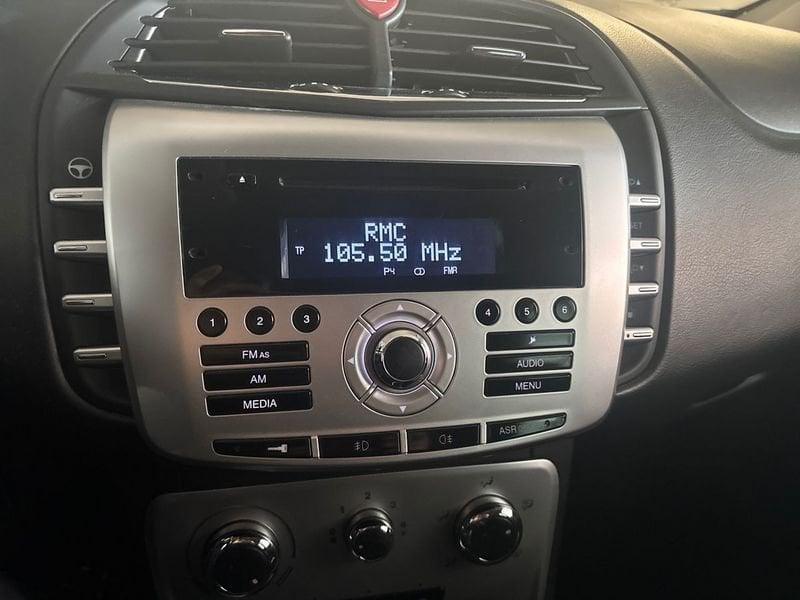 RMC
TP 105.50 MHz
P4 FMR
1 2 3 4 5 6
FM AS
AM
MEDIA
AUDIO
MENU
ASR
2